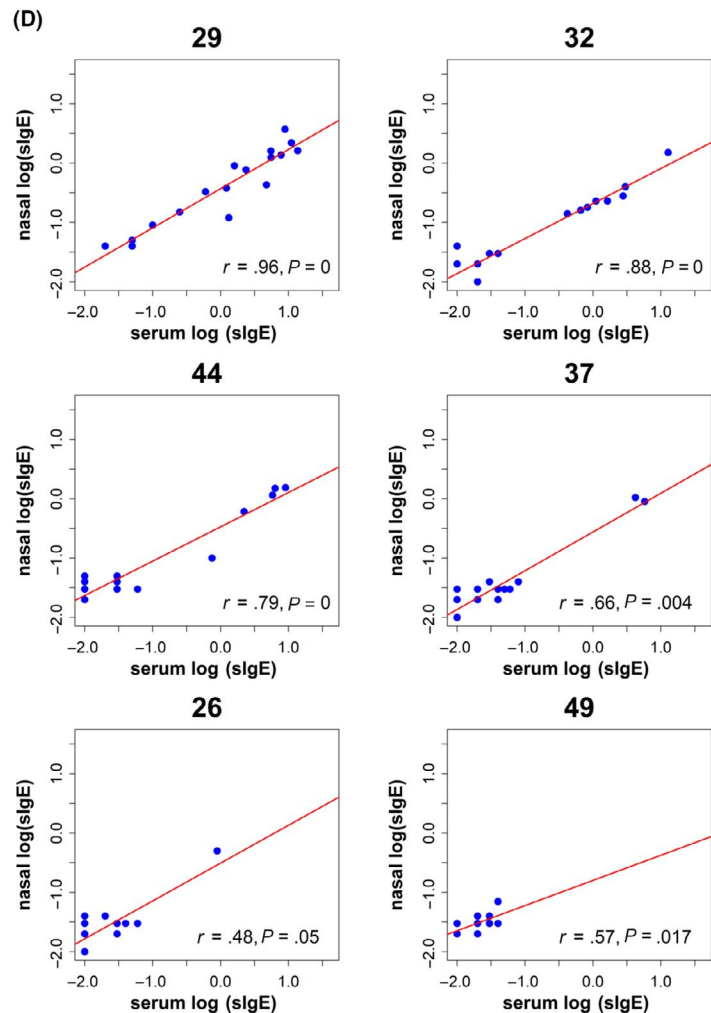 (D)
29
nasal log(sIgE)
1.0
0.0
−1.0
−2.0
r = .96, P = 0
−2.0 −1.0 0.0 1.0
serum log (sIgE)
32
nasal log(sIgE)
1.0
0.0
−1.0
−2.0
r = .88, P = 0
−2.0 −1.0 0.0 1.0
serum log (sIgE)
44
nasal log(sIgE)
1.0
0.0
−1.0
−2.0
r = .79, P = 0
−2.0 −1.0 0.0 1.0
serum log (sIgE)
37
nasal log(sIgE)
1.0
0.0
−1.0
−2.0
r = .66, P = .004
−2.0 −1.0 0.0 1.0
serum log (sIgE)
26
nasal log(sIgE)
1.0
0.0
−1.0
−2.0
r = .48, P = .05
−2.0 −1.0 0.0 1.0
serum log (sIgE)
49
nasal log(sIgE)
1.0
0.0
−1.0
−2.0
r = .57, P = .017
−2.0 −1.0 0.0 1.0
serum log (sIgE)